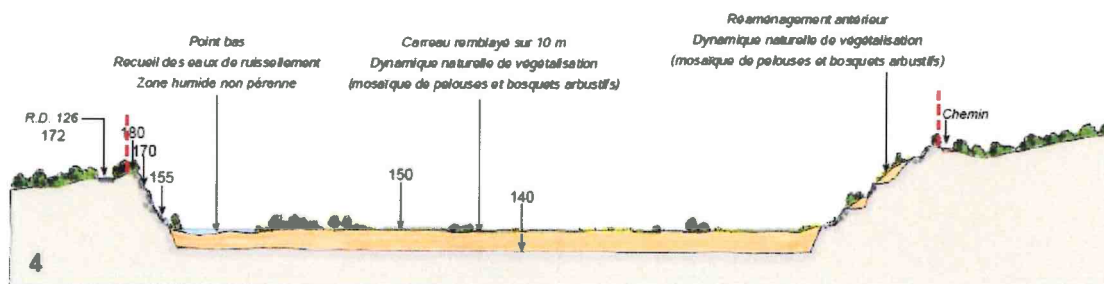 Point bas
Recueil des eaux de ruissellement
Zone humide non pérenne
Carreau remblayé sur 10 m
Dynamique naturelle de végétalisation
(mosaïque de pelouses et bosquets arbustifs)
Réaménagement antérieur
Dynamique naturelle de végétalisation
(mosaïque de pelouses et bosquets arbustifs)
R.D. 126
172
180
170
155
150
140
Chemin
4